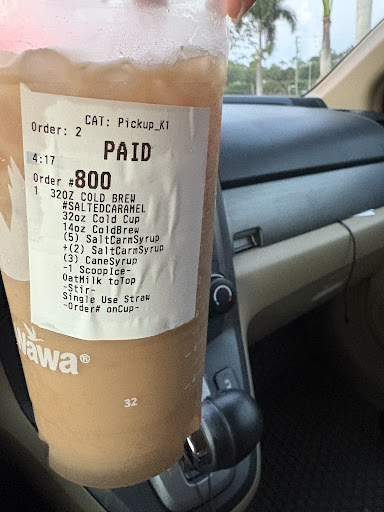 CAT: Pickup_K1
Order: 2
PAID
4:17
Order #800
1 32OZ COLD BREW
#SALTEDCARAMEL
32oz Cold Cup
14oz ColdBrew
(5) SaltCarmSyrup
+(2) SaltCarmSyrup
(3) CaneSyrup
-1 ScoopIce-
OatMilk toTop
-Stir-
Single Use Straw
-Order# onCup-
Wawa®
32